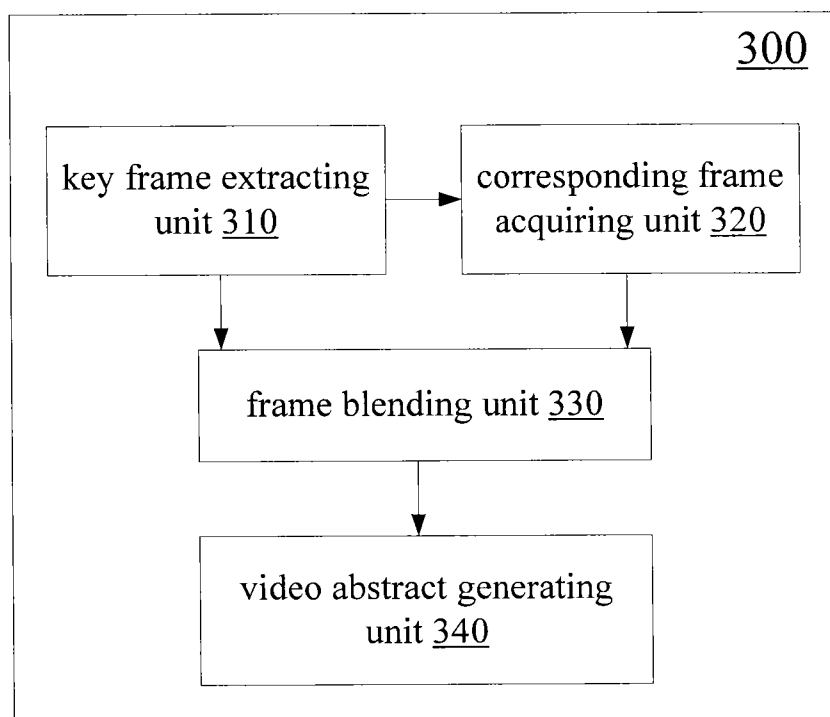 300
key frame extracting
unit 310
corresponding frame
acquiring unit 320
frame blending unit 330
video abstract generating
unit 340